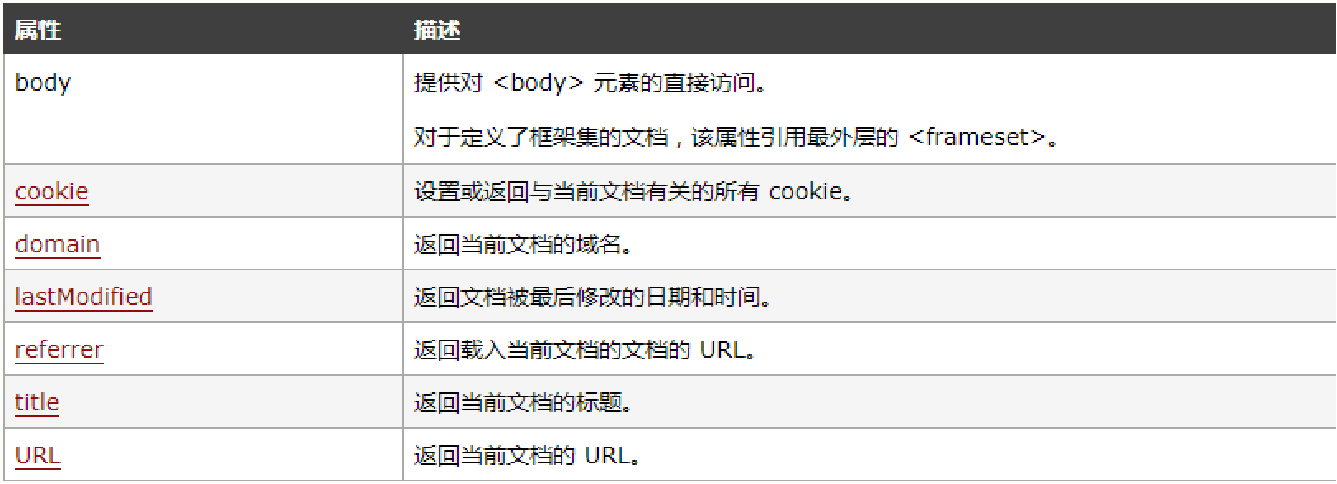 属性 描述
body 提供对 <body> 元素的直接访问。
对于定义了框架集的文档，该属性引用最外层的 <frameset>。
cookie 设置或返回与当前文档有关的所有 cookie。
domain 返回当前文档的域名。
lastModified 返回文档被最后修改的日期和时间。
referrer 返回载入当前文档的文档的 URL。
title 返回当前文档的标题。
URL 返回当前文档的 URL。